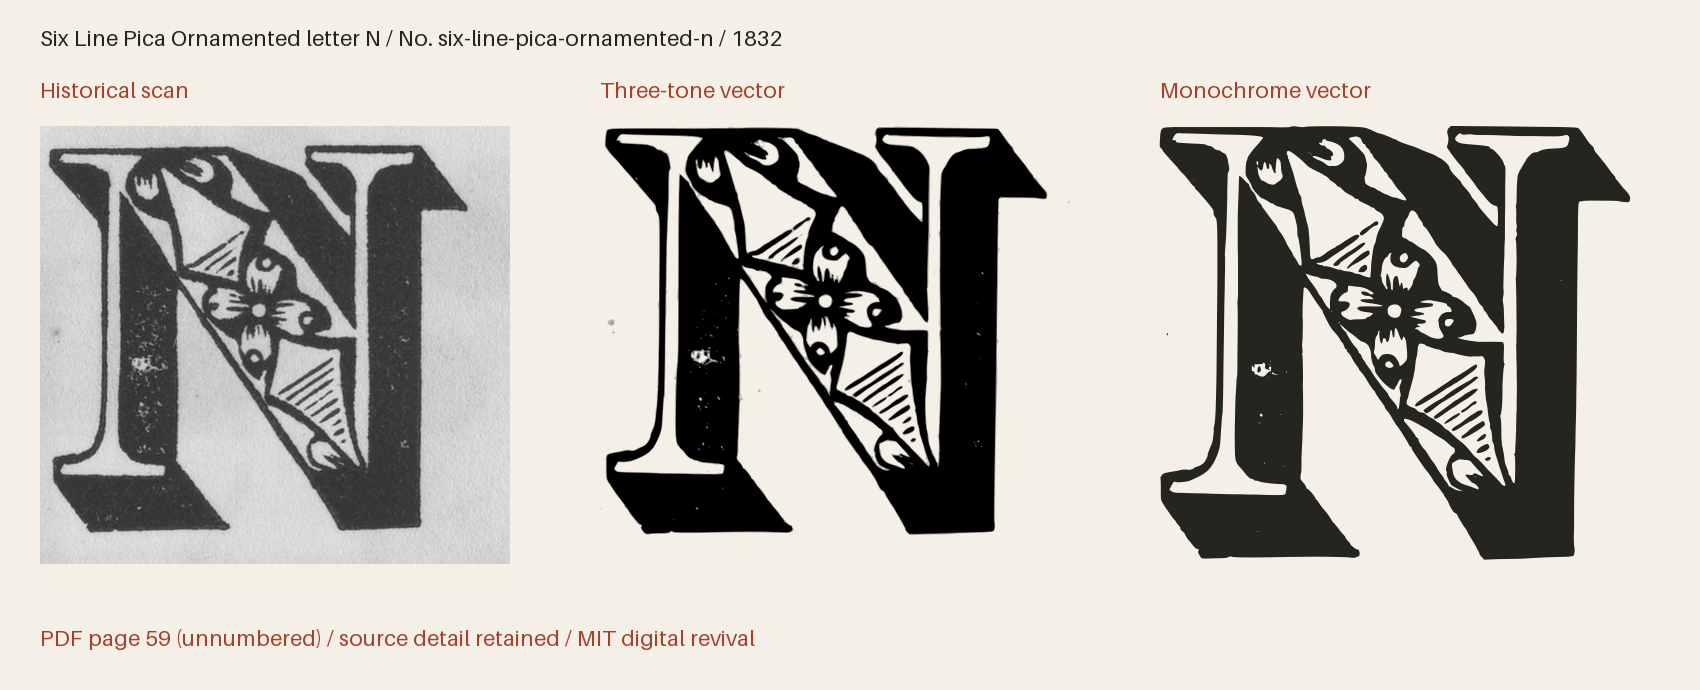 Six Line Pica Ornamented letter N / No. six-line-pica-ornamented-n / 1832
Historical scan
Three-tone vector
Monochrome vector
N
N
N
PDF page 59 (unnumbered) / source detail retained / MIT digital revival